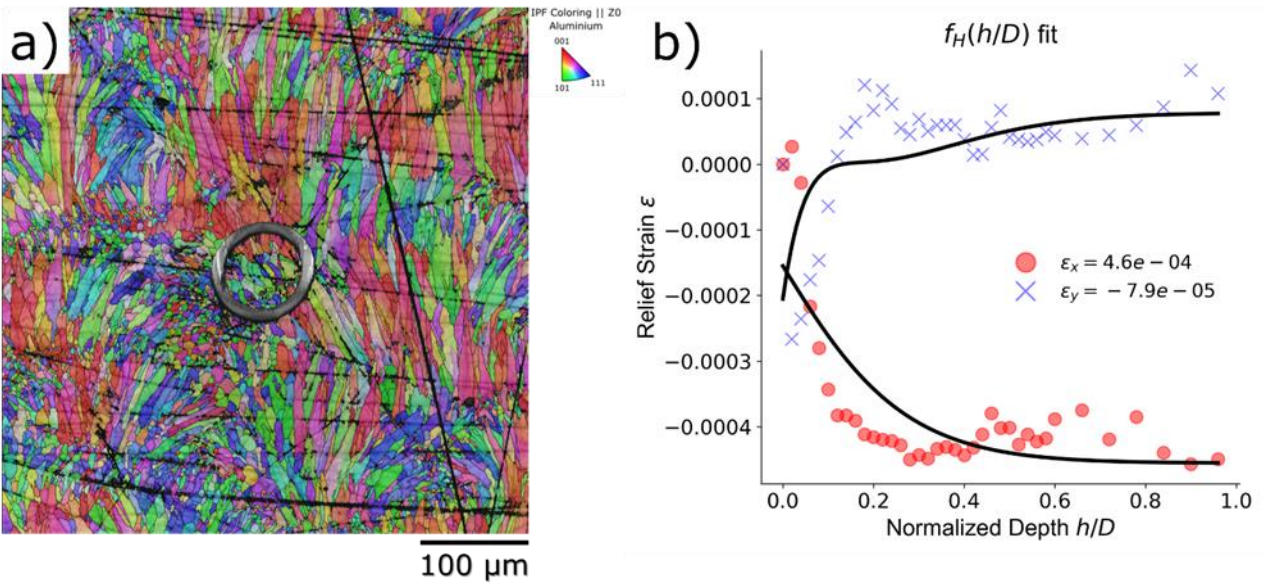 a)
IPF Coloring || Z0
Aluminium
001
101
111
100 µm
b)
f_H(h/D) fit
Relief Strain ε
0.0001
0.0000
−0.0001
−0.0002
−0.0003
−0.0004
ε_x = 4.6e − 04
ε_y = −7.9e − 05
0.0
0.2
0.4
0.6
0.8
1.0
Normalized Depth h/D